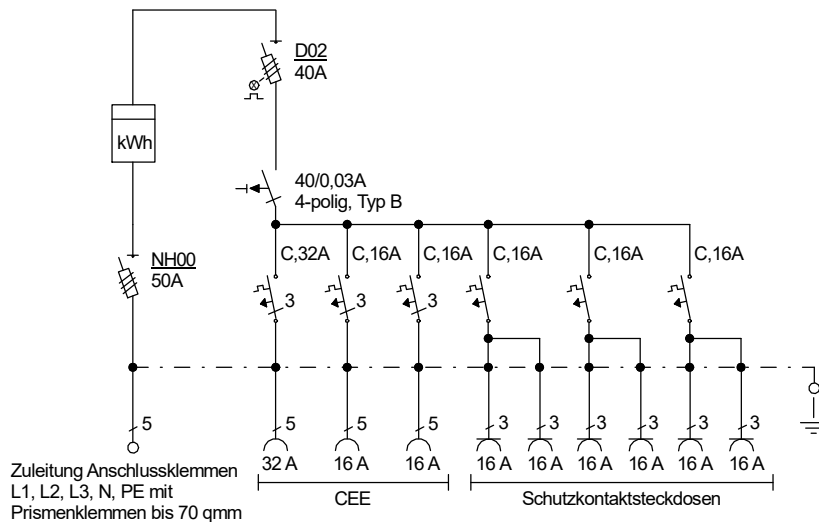 D02
40A
kWh
40/0,03A
4-polig, Typ B
C,32A
C,16A
C,16A
C,16A
C,16A
C,16A
NH00
50A
3
3
3
5
5
5
5
3
3
3
3
3
3
32 A
16 A
16 A
16 A
16 A
16 A
16 A
16 A
16 A
Zuleitung Anschlussklemmen
L1, L2, L3, N, PE mit
Prismenklemmen bis 70 qmm
CEE
Schutzkontaktsteckdosen